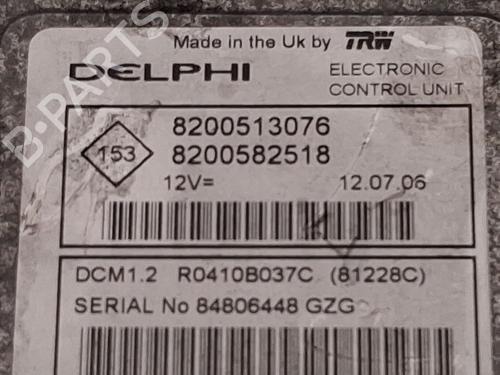 Made in the Uk by TRW
DELPHI
ELECTRONIC
CONTROL UNIT
153
8200513076
8200582518
12V=
12.07.06
DCM1.2 R0410B037C (81228C)
SERIAL No 84806448 GZG
B-PARTS